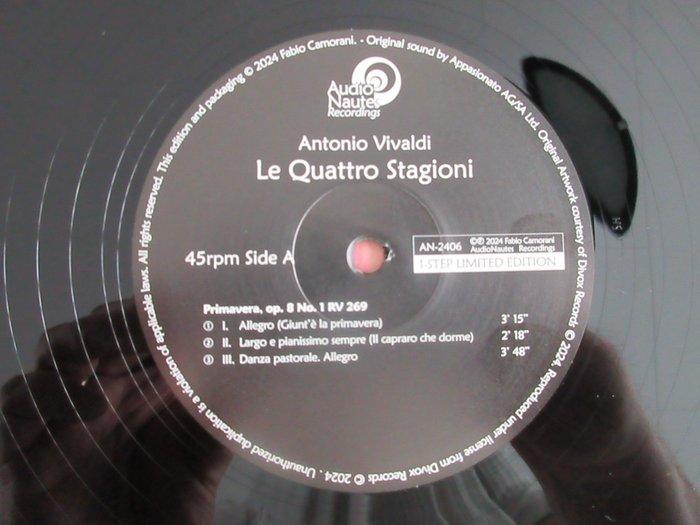 This edition and packaging © 2024 Fabio Camorani. - Original sound by Appasionato AG/SA Ltd. Original Artwork courtesy of Divox Records © 2024. Reproduced under license from Divox Records © 2024. Unauthorized duplication is a violation of applicable laws. All rights reserved.
Audio
Nautes
Recordings
Antonio Vivaldi
Le Quattro Stagioni
45rpm Side A
AN-2406 ©℗ 2024 Fabio Camorani
AudioNautes Recordings
1-STEP LIMITED EDITION
Primavera, op. 8 No. 1 RV 269
① I. Allegro (Giunt'è la primavera) 3' 15"
② II. Largo e pianissimo sempre (Il capraro che dorme) 2' 18"
③ III. Danza pastorale. Allegro 3' 48"